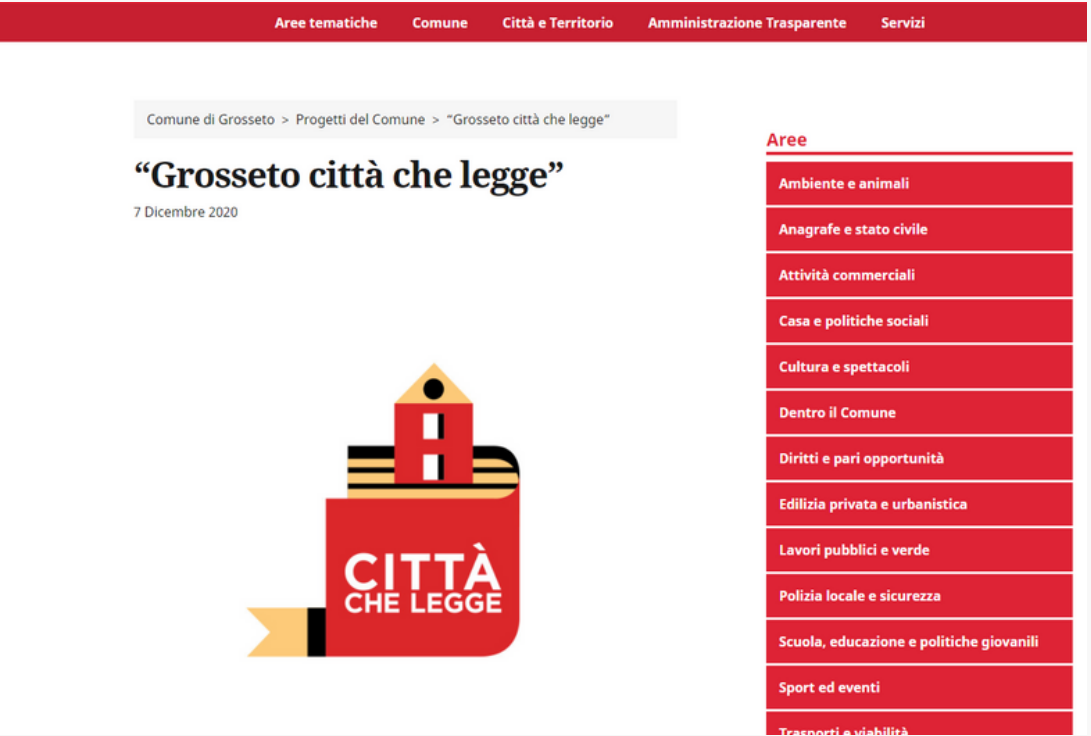 Aree tematiche Comune Città e Territorio Amministrazione Trasparente Servizi
Comune di Grosseto > Progetti del Comune > “Grosseto città che legge”
“Grosseto città che legge”
7 Dicembre 2020
CITTÀ
CHE LEGGE
Aree
Ambiente e animali
Anagrafe e stato civile
Attività commerciali
Casa e politiche sociali
Cultura e spettacoli
Dentro il Comune
Diritti e pari opportunità
Edilizia privata e urbanistica
Lavori pubblici e verde
Polizia locale e sicurezza
Scuola, educazione e politiche giovanili
Sport ed eventi
Trasporti e viabilità